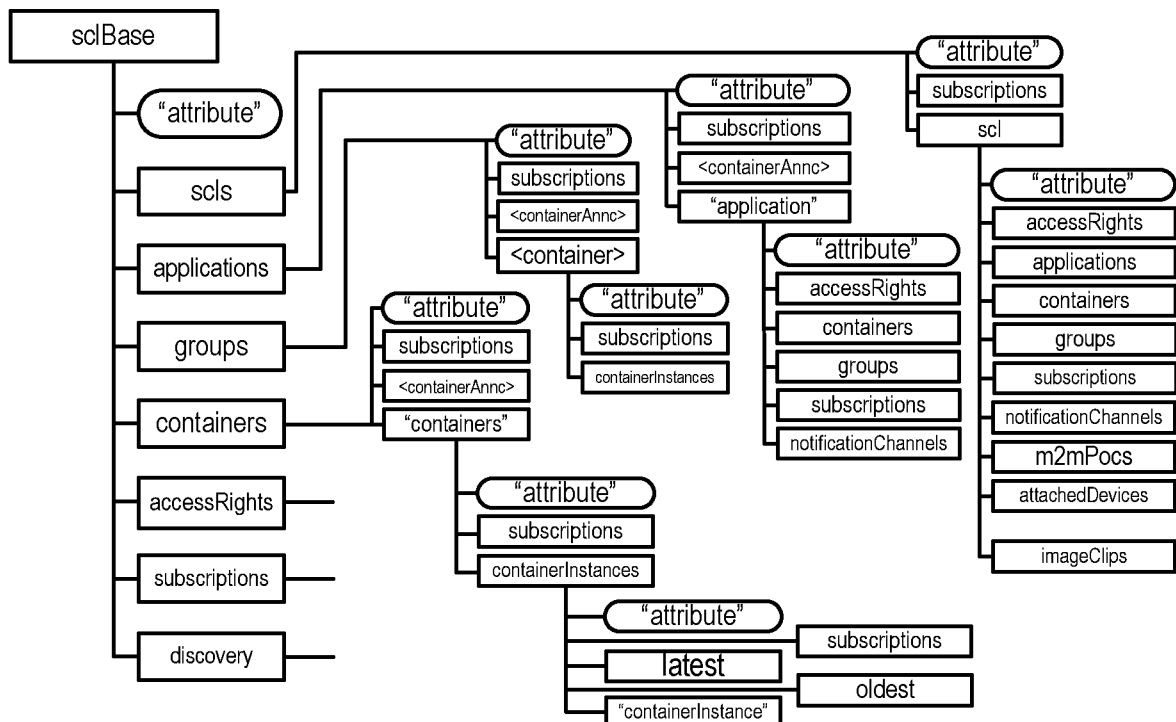 sclBase
“attribute”
scls
applications
groups
containers
accessRights
subscriptions
discovery
“attribute”
subscriptions
<containerAnnc>
“containers”
“attribute”
subscriptions
containerInstances
“attribute”
subscriptions
latest
oldest
“containerInstance”
“attribute”
subscriptions
<containerAnnc>
<container>
“attribute”
subscriptions
containerInstances
“attribute”
subscriptions
<containerAnnc>
“application”
“attribute”
accessRights
containers
groups
subscriptions
notificationChannels
“attribute”
subscriptions
scl
“attribute”
accessRights
applications
containers
groups
subscriptions
notificationChannels
m2mPocs
attachedDevices
imageClips